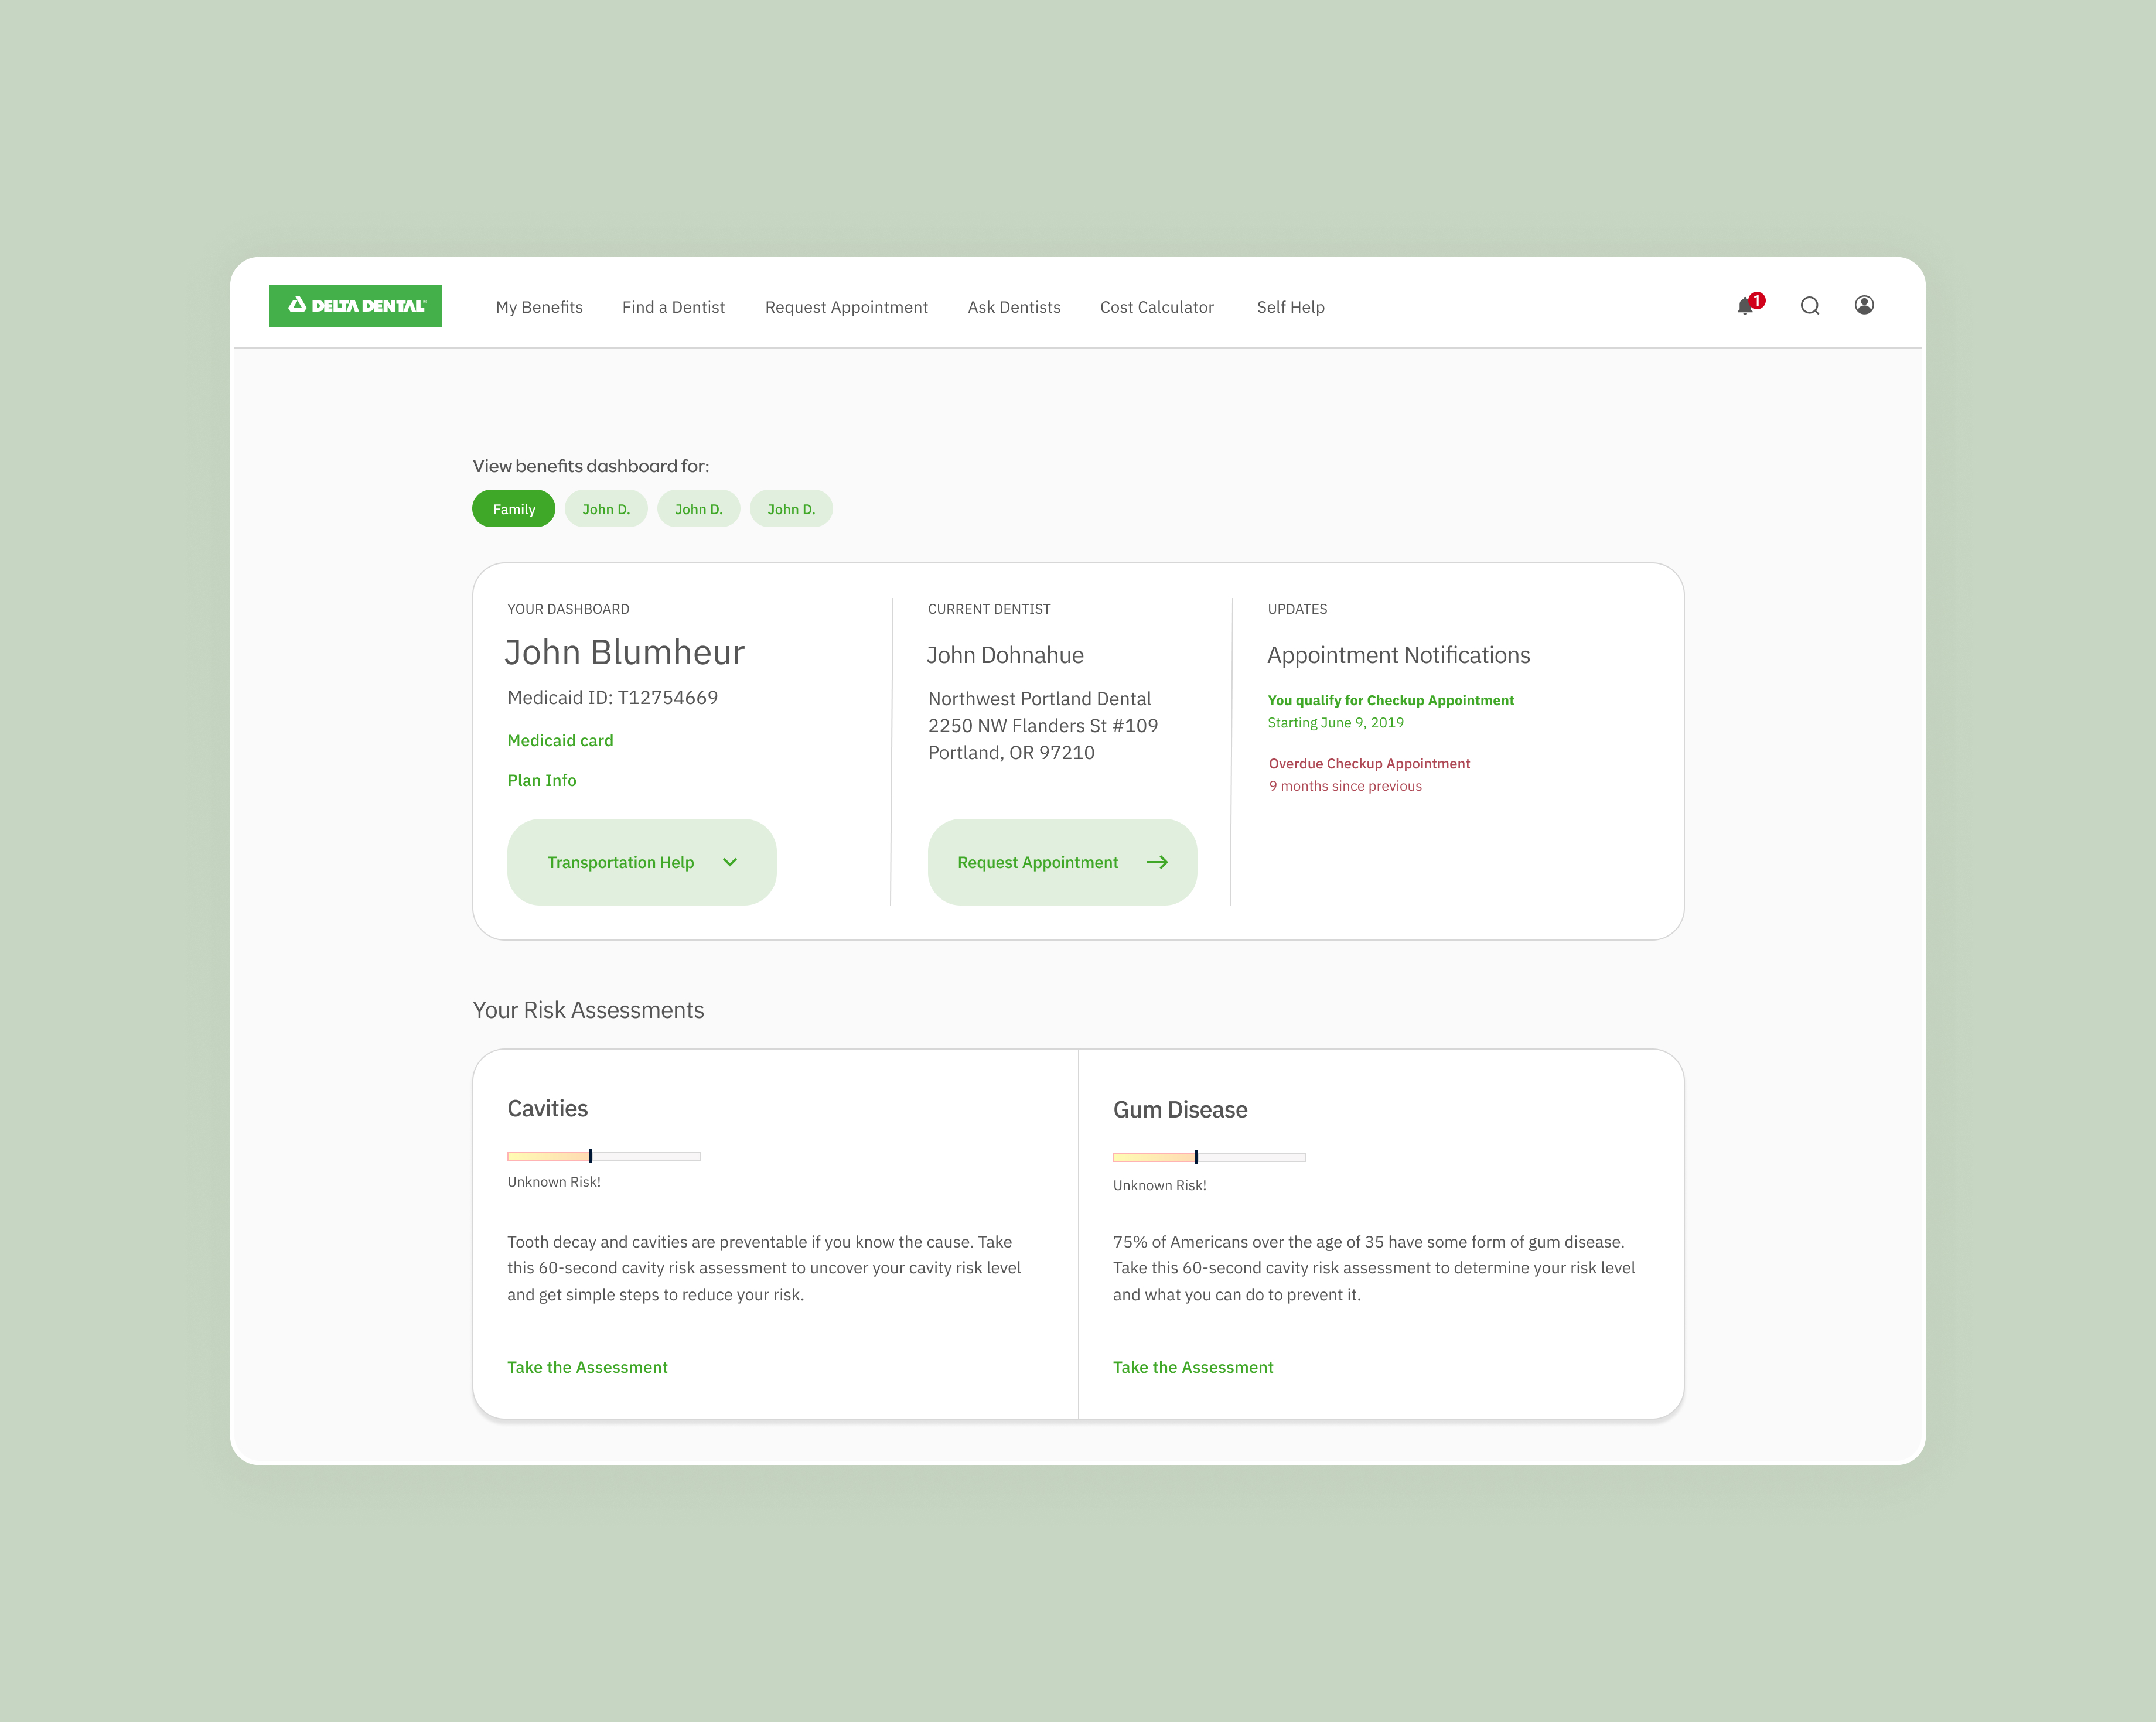 DELTA DENTAL
My Benefits
Find a Dentist
Request Appointment
Ask Dentists
Cost Calculator
Self Help
1
View benefits dashboard for:
Family
John D.
John D.
John D.
YOUR DASHBOARD
John Blumheur
Medicaid ID: T12754669
Medicaid card
Plan Info
Transportation Help
CURRENT DENTIST
John Dohnahue
Northwest Portland Dental
2250 NW Flanders St #109
Portland, OR 97210
Request Appointment
UPDATES
Appointment Notifications
You qualify for Checkup Appointment
Starting June 9, 2019
Overdue Checkup Appointment
9 months since previous
Your Risk Assessments
Cavities
Unknown Risk!
Tooth decay and cavities are preventable if you know the cause. Take
this 60-second cavity risk assessment to uncover your cavity risk level
and get simple steps to reduce your risk.
Take the Assessment
Gum Disease
Unknown Risk!
75% of Americans over the age of 35 have some form of gum disease.
Take this 60-second cavity risk assessment to determine your risk level
and what you can do to prevent it.
Take the Assessment